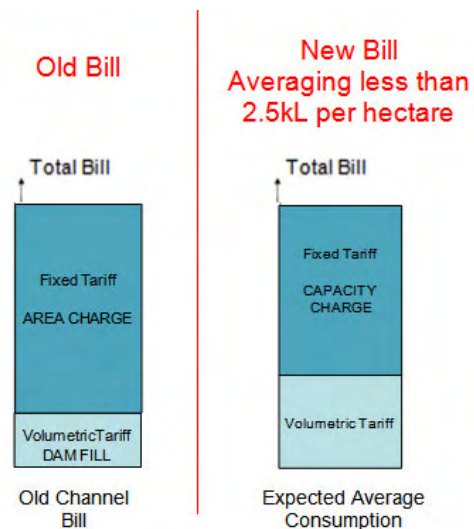 Old Bill
Total Bill
Fixed Tariff
AREA CHARGE
VolumetricTariff
DAM FILL
Old Channel
Bill
New Bill
Averaging less than
2.5kL per hectare
Total Bill
Fixed Tariff
CAPACITY
CHARGE
Volumetric Tariff
Expected Average
Consumption